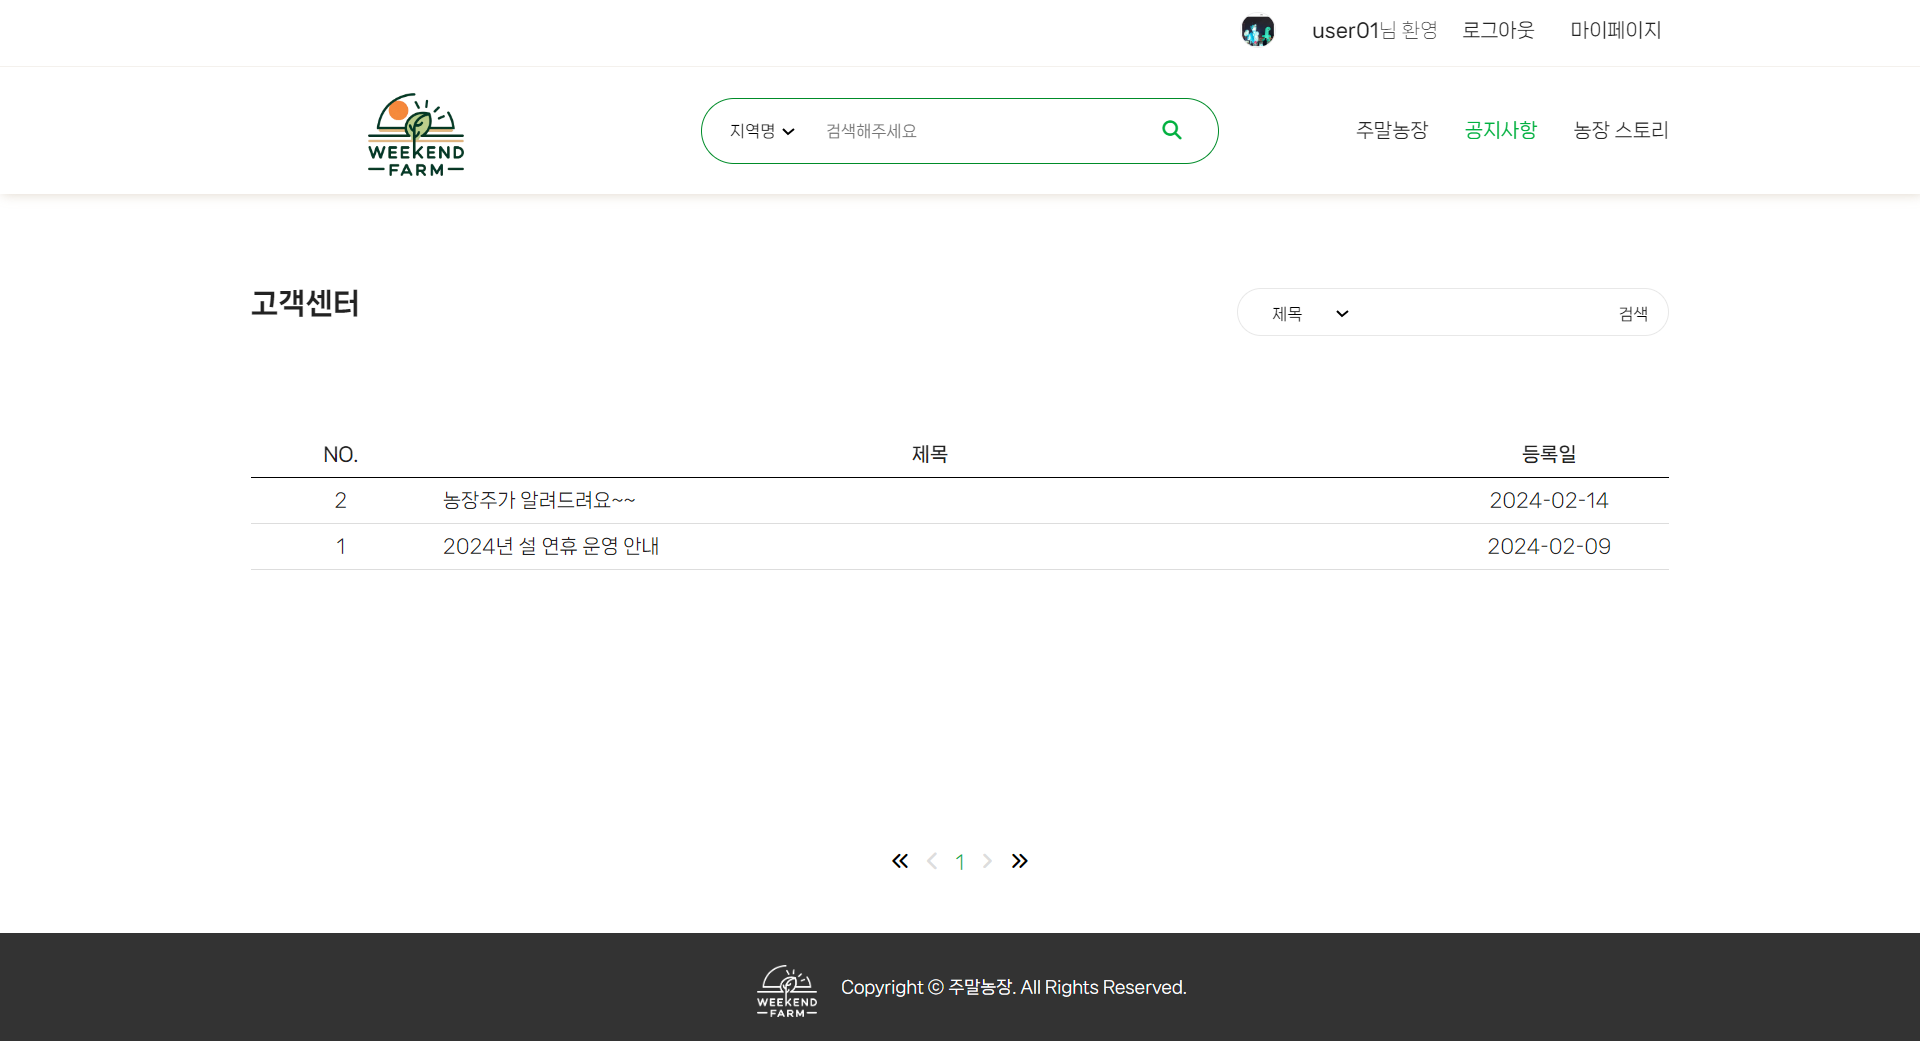 user01님 환영 로그아웃 마이페이지
WEEKEND
FARM
지역명 검색해주세요
주말농장 공지사항 농장 스토리
고객센터
제목 검색
NO. 제목 등록일
2 농장주가 알려드려요~~ 2024-02-14
1 2024년 설 연휴 운영 안내 2024-02-09
« < 1 > »
WEEKEND
FARM
Copyright ⓒ 주말농장. All Rights Reserved.